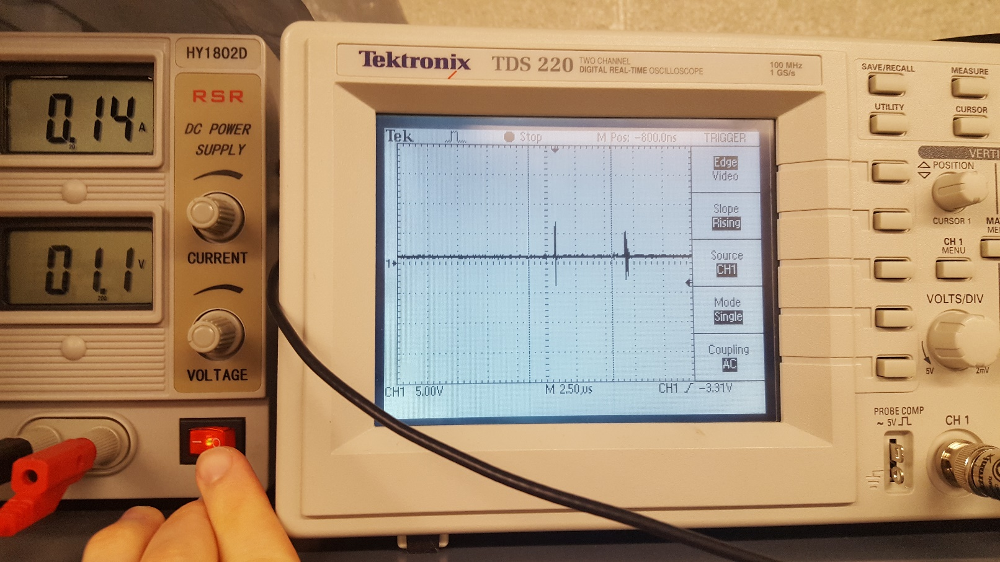 HY1802D
RSR
DC POWER
SUPPLY
0.14 A
20
CURRENT
01.1 V
200
VOLTAGE
Tektronix TDS 220 TWO CHANNEL
DIGITAL REAL-TIME OSCILLOSCOPE
100 MHz
1 GS/s
Tek Stop M Pos: -800.0ns TRIGGER
Edge
Video
Slope
Rising
Source
CH1
Mode
Single
Coupling
AC
1
CH1 5.00V M 2.50µs CH1 -3.31V
SAVE/RECALL MEASURE
UTILITY CURSOR
VERTI
POSITION
CURSOR 1
MA
ME
CH 1
MENU
VOLTS/DIV
5V 2mV
PROBE COMP
~ 5V
CH 1